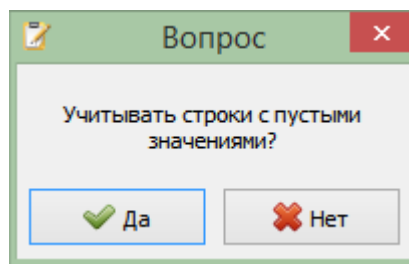 Вопрос
Учитывать строки с пустыми
значениями?
Да
Нет